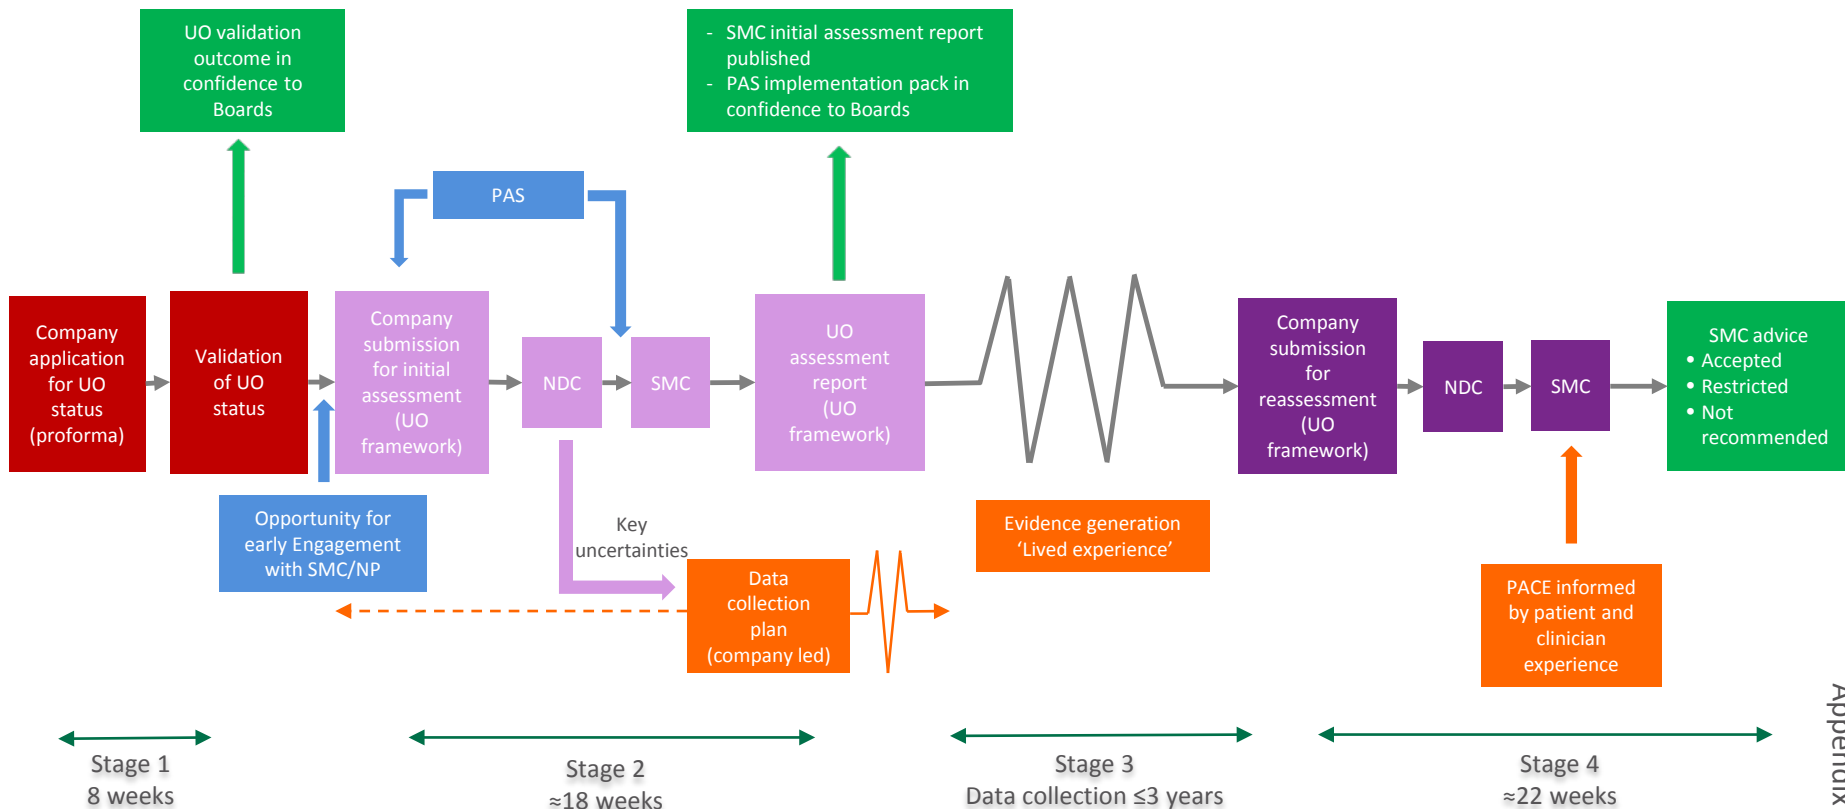 UO validation
outcome in
confidence to
Boards
- SMC initial assessment report
published
- PAS implementation pack in
confidence to Boards
PAS
Company
application
for UO
status
(proforma)
Validation
of UO
status
Company
submission
for initial
assessment
(UO
framework)
NDC
SMC
UO
assessment
report
(UO
framework)
Company
submission
for
reassessment
(UO
framework)
NDC
SMC
SMC advice
• Accepted
• Restricted
• Not
recommended
Opportunity for
early Engagement
with SMC/NP
Key
uncertainties
Data
collection
plan
(company led)
Evidence generation
‘Lived experience’
PACE informed
by patient and
clinician
experience
Stage 1
8 weeks
Stage 2
≈18 weeks
Stage 3
Data collection ≤3 years
Stage 4
≈22 weeks
Appendix